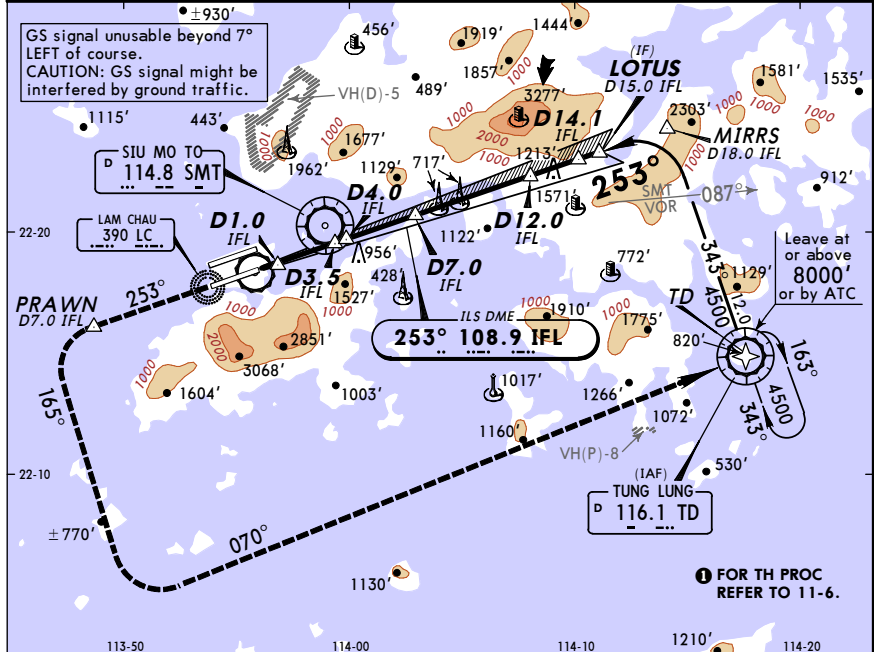 ±930’
GS signal unusable beyond 7°
LEFT of course.
CAUTION: GS signal might be
interfered by ground traffic.
456’
1919’
1444’
1857’
1000
(IF)
LOTUS
D15.0 IFL
489’
VH(D)-5
3277’
1000
2000
1000
D14.1
IFL
1581’
1535’
1000
1000
2303’
1115’
443’
1000
1000
1677’
1962’
MIRRS
D18.0 IFL
D
SIU MO TO
114.8 SMT
1129’
717’
1213’
253°
1000
SMT
VOR
087°
912’
D4.0
IFL
1571’
LAM CHAU
390 LC
D1.0
IFL
1122’
D12.0
IFL
22-20
956’
D3.5
IFL
D7.0
IFL
772’
343°
4500
12.0
1129’
Leave at
or above
8000’
or by ATC
428’
1527’
1000
PRAWN
D7.0 IFL
253°
1000
2000
2851’
3068’
ILS DME
253° 108.9 IFL
1910’
1000
1775’
TD
820’
163°
4500
343°
1000
1604’
1003’
1017’
1266’
1072’
165°
1000
1160’
VH(P)-8
530’
22-10
(IAF)
TUNG LUNG
D 116.1 TD
±770’
070°
1130’
1 FOR TH PROC
REFER TO 11-6.
1210’
113-50
114-00
114-10
114-20